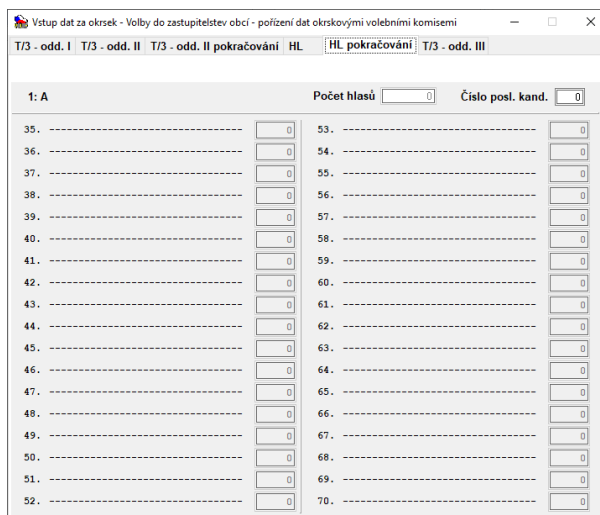 Vstup dat za okrsek - Volby do zastupitelstev obcí - pořízení dat okrskovými volebními komisemi
T/3 - odd. I T/3 - odd. II T/3 - odd. II pokračování HL HL pokračování T/3 - odd. III
1: A Počet hlasů 0 Číslo posl. kand. 0
35. ------------------------------ 0 53. ------------------------------ 0
36. ------------------------------ 0 54. ------------------------------ 0
37. ------------------------------ 0 55. ------------------------------ 0
38. ------------------------------ 0 56. ------------------------------ 0
39. ------------------------------ 0 57. ------------------------------ 0
40. ------------------------------ 0 58. ------------------------------ 0
41. ------------------------------ 0 59. ------------------------------ 0
42. ------------------------------ 0 60. ------------------------------ 0
43. ------------------------------ 0 61. ------------------------------ 0
44. ------------------------------ 0 62. ------------------------------ 0
45. ------------------------------ 0 63. ------------------------------ 0
46. ------------------------------ 0 64. ------------------------------ 0
47. ------------------------------ 0 65. ------------------------------ 0
48. ------------------------------ 0 66. ------------------------------ 0
49. ------------------------------ 0 67. ------------------------------ 0
50. ------------------------------ 0 68. ------------------------------ 0
51. ------------------------------ 0 69. ------------------------------ 0
52. ------------------------------ 0 70. ------------------------------ 0